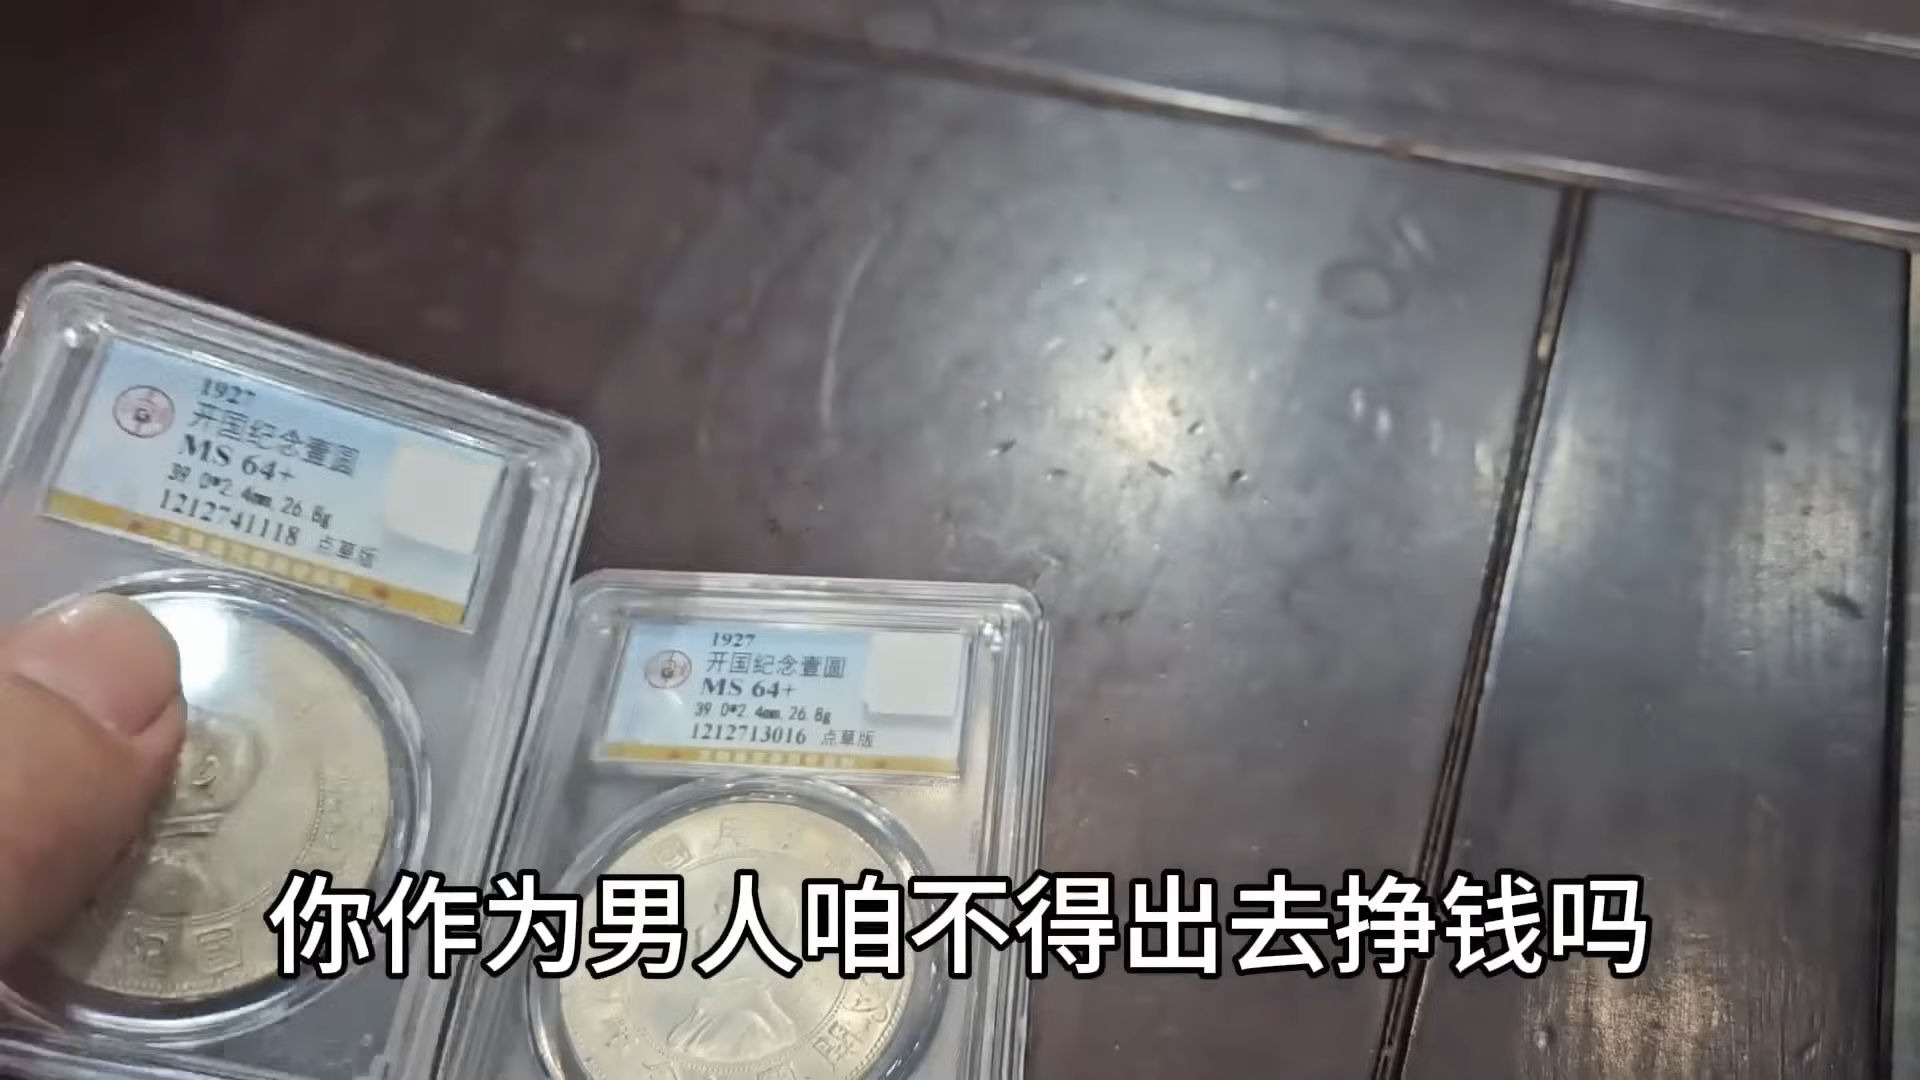 1927
开国纪念壹圆
MS 64+
39.0*2.4mm,26.8g
1212741118 点草版
1927
开国纪念壹圆
MS 64+
39.0*2.4mm,26.8g
1212713016 点草版
你作为男人咱不得出去挣钱吗